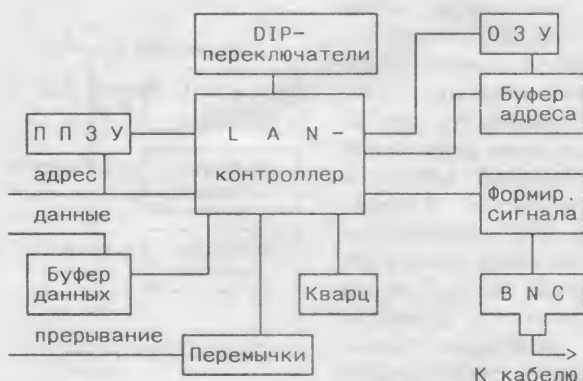 DIP-
переключатели
О З У
Буфер
адреса
П П З У
L A N -
контроллер
адрес
данные
Формир.
сигнала
Буфер
данных
Кварц
B N C
прерывание
Перемычки
К кабелю